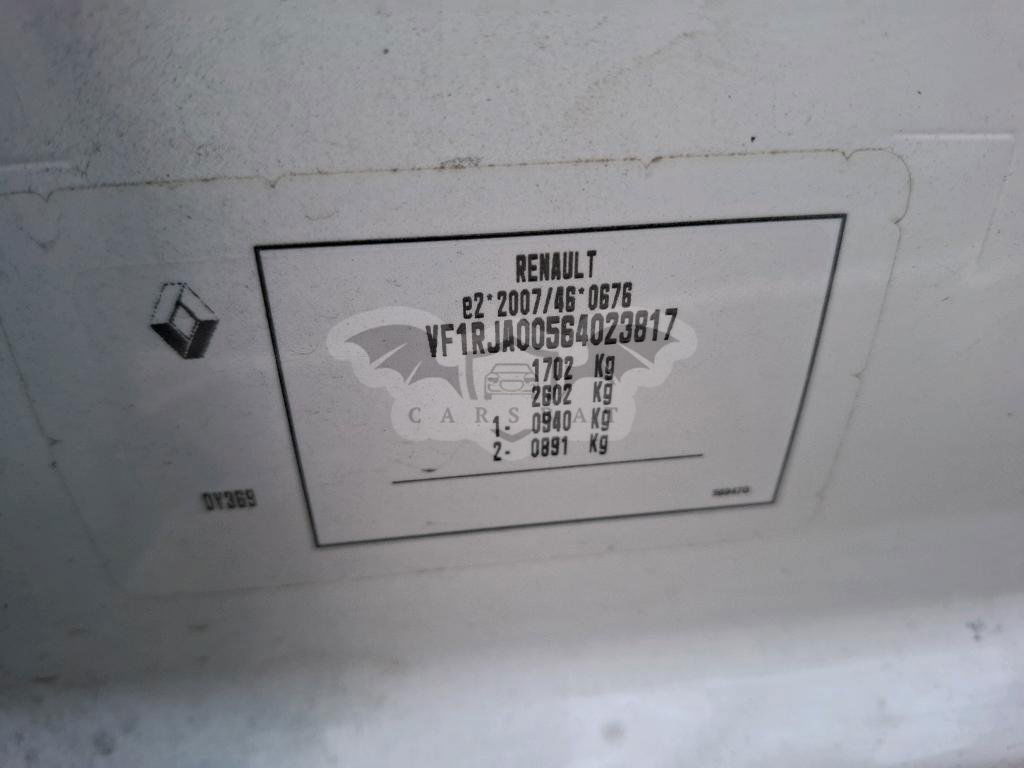 RENAULT
e2*2007/46*0676
VF1RJA00564023817
1702 Kg
2602 Kg
1- 0940 Kg
2- 0891 Kg
DY369